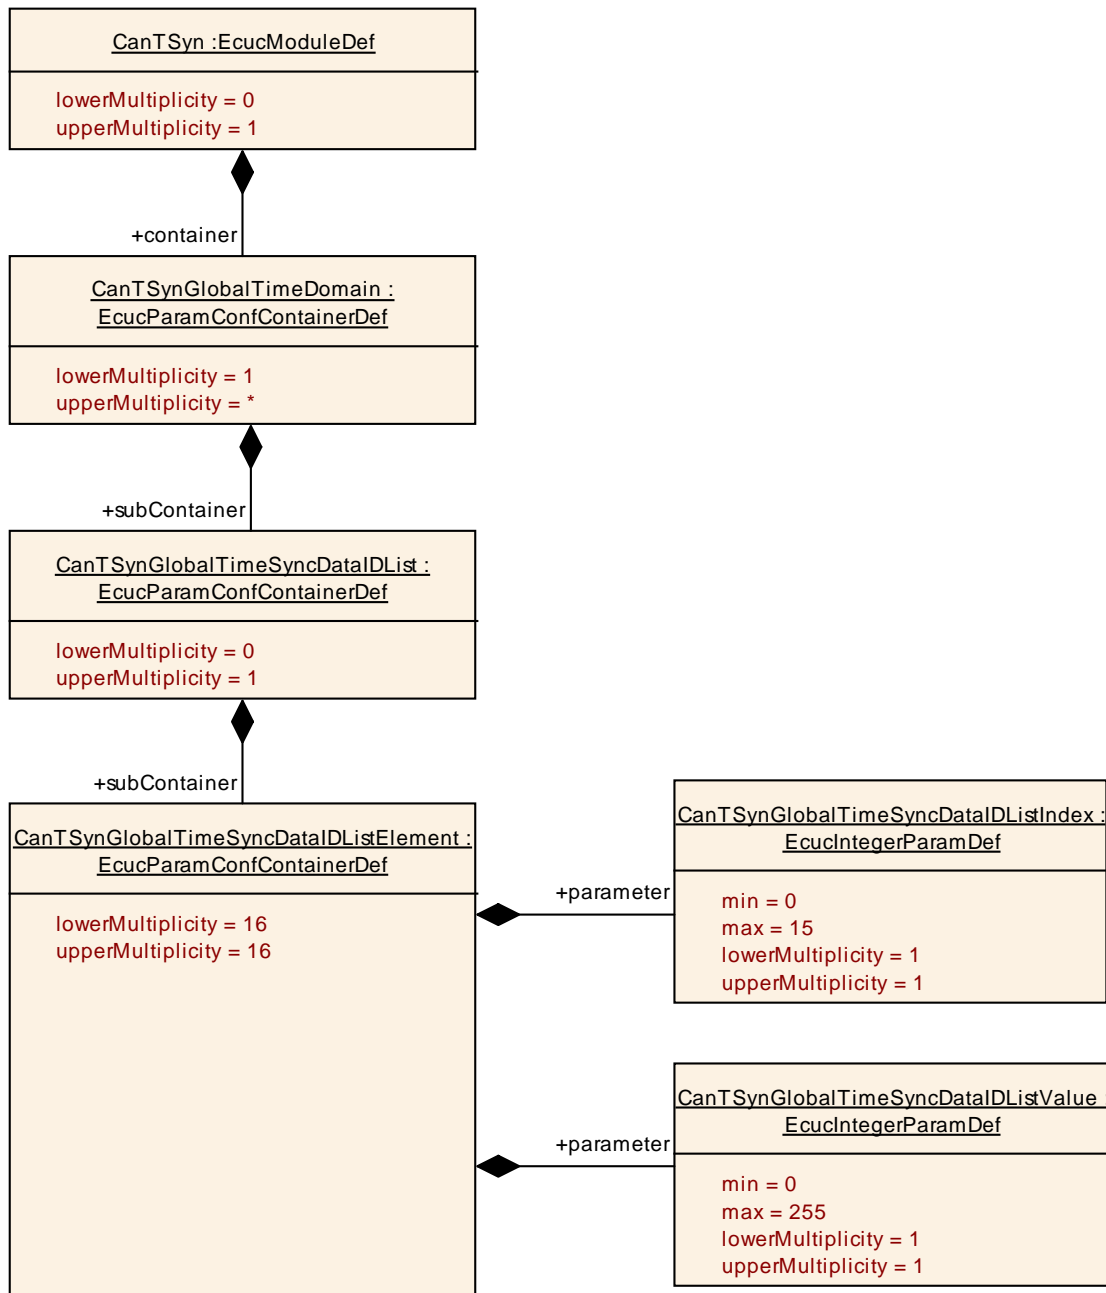 CanTSyn :EcucModuleDef
lowerMultiplicity = 0
upperMultiplicity = 1
+container
CanTSynGlobalTimeDomain :
EcucParamConfContainerDef
lowerMultiplicity = 1
upperMultiplicity = *
+subContainer
CanTSynGlobalTimeSyncDataIDList :
EcucParamConfContainerDef
lowerMultiplicity = 0
upperMultiplicity = 1
+subContainer
CanTSynGlobalTimeSyncDataIDListElement :
EcucParamConfContainerDef
lowerMultiplicity = 16
upperMultiplicity = 16
+parameter
CanTSynGlobalTimeSyncDataIDListIndex :
EcucIntegerParamDef
min = 0
max = 15
lowerMultiplicity = 1
upperMultiplicity = 1
+parameter
CanTSynGlobalTimeSyncDataIDListValue :
EcucIntegerParamDef
min = 0
max = 255
lowerMultiplicity = 1
upperMultiplicity = 1